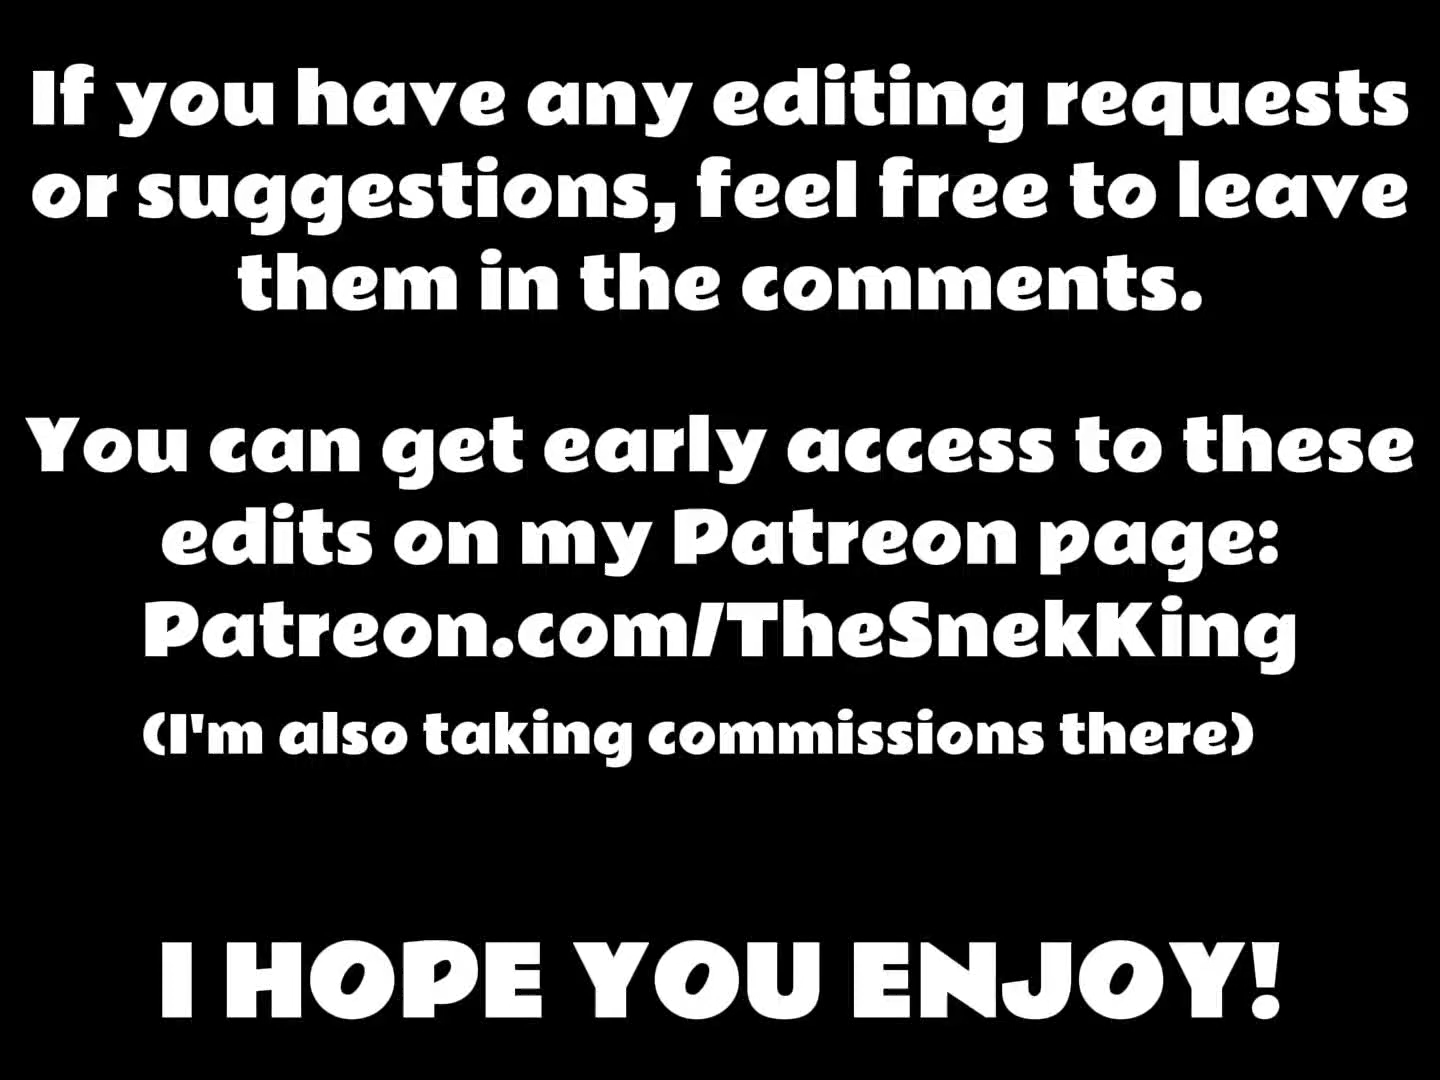 If you have any editing requests
or suggestions, feel free to leave
them in the comments.
You can get early access to these
edits on my Patreon page:
Patreon.com/TheSnekKing
(I'm also taking commissions there)
I HOPE YOU ENJOY!